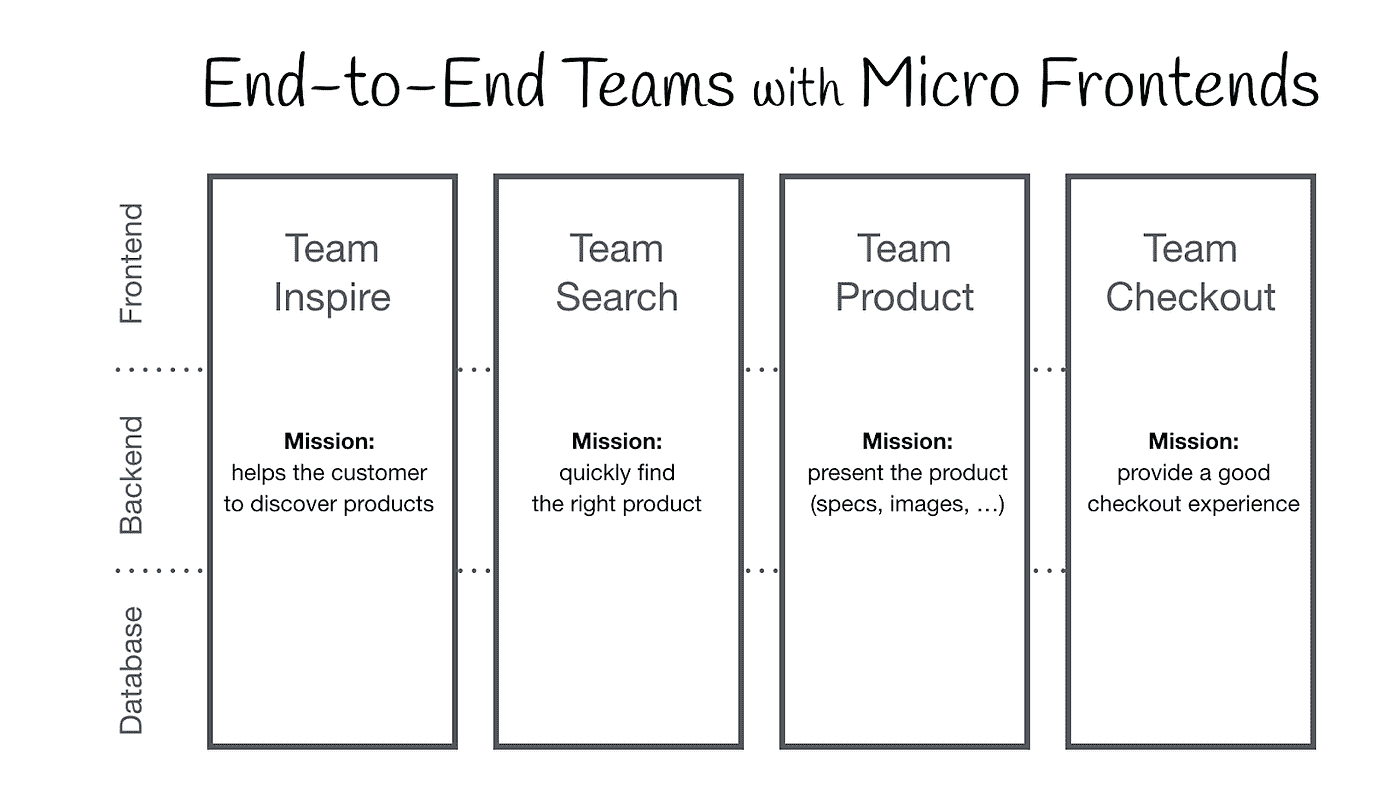 End-to-End Teams with Micro Frontends
Frontend
Team
Inspire
Team
Search
Team
Product
Team
Checkout
Backend
Mission:
helps the customer
to discover products
Mission:
quickly find
the right product
Mission:
present the product
(specs, images, ...)
Mission:
provide a good
checkout experience
Database